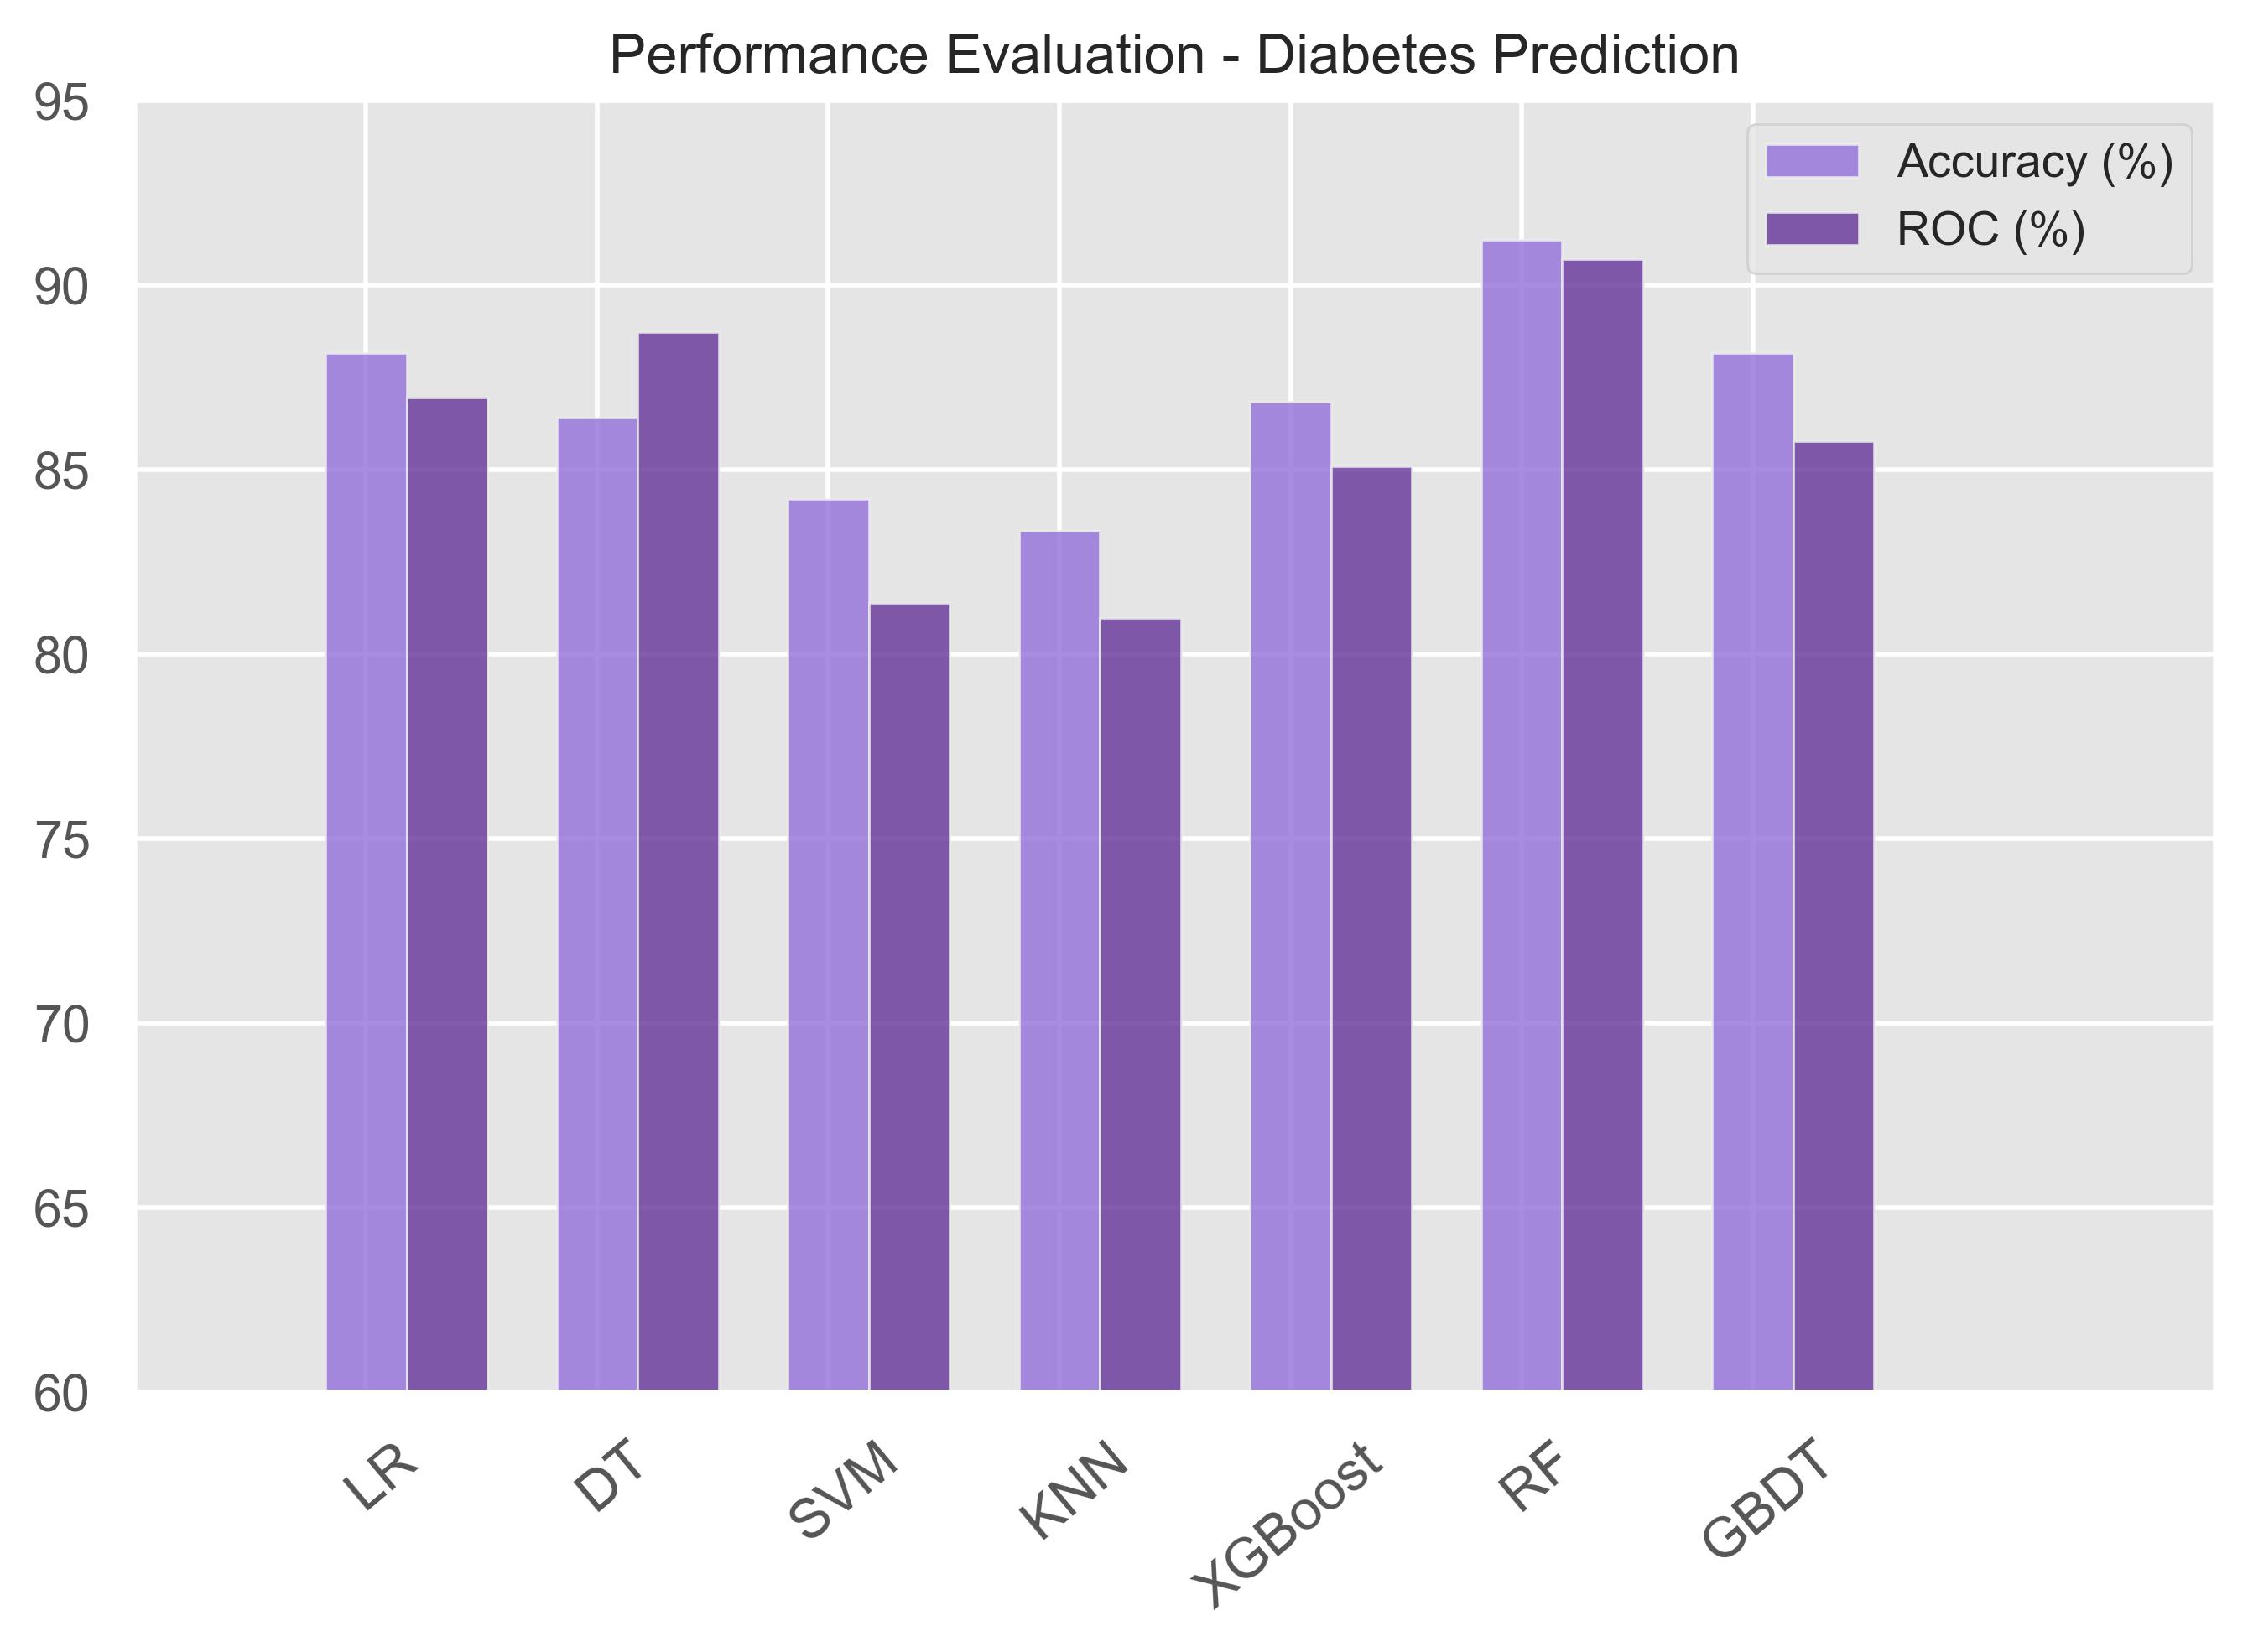 Performance Evaluation - Diabetes Prediction
95
90
85
80
75
70
65
60
Accuracy (%)
ROC (%)
LR
DT
SVM
KNN
XGBoost
RF
GBDT